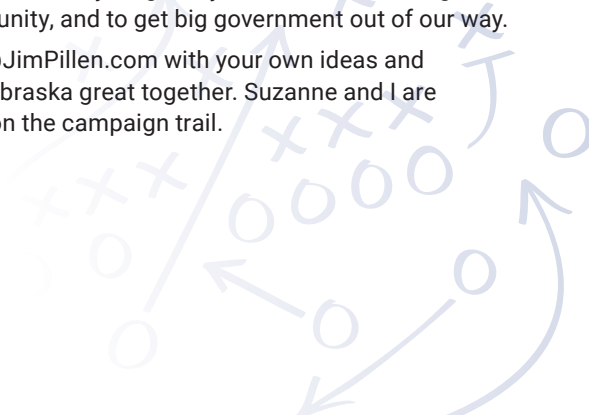 unity, and to get big government out of our way.
JimPillen.com with your own ideas and
braska great together. Suzanne and I are
on the campaign trail.